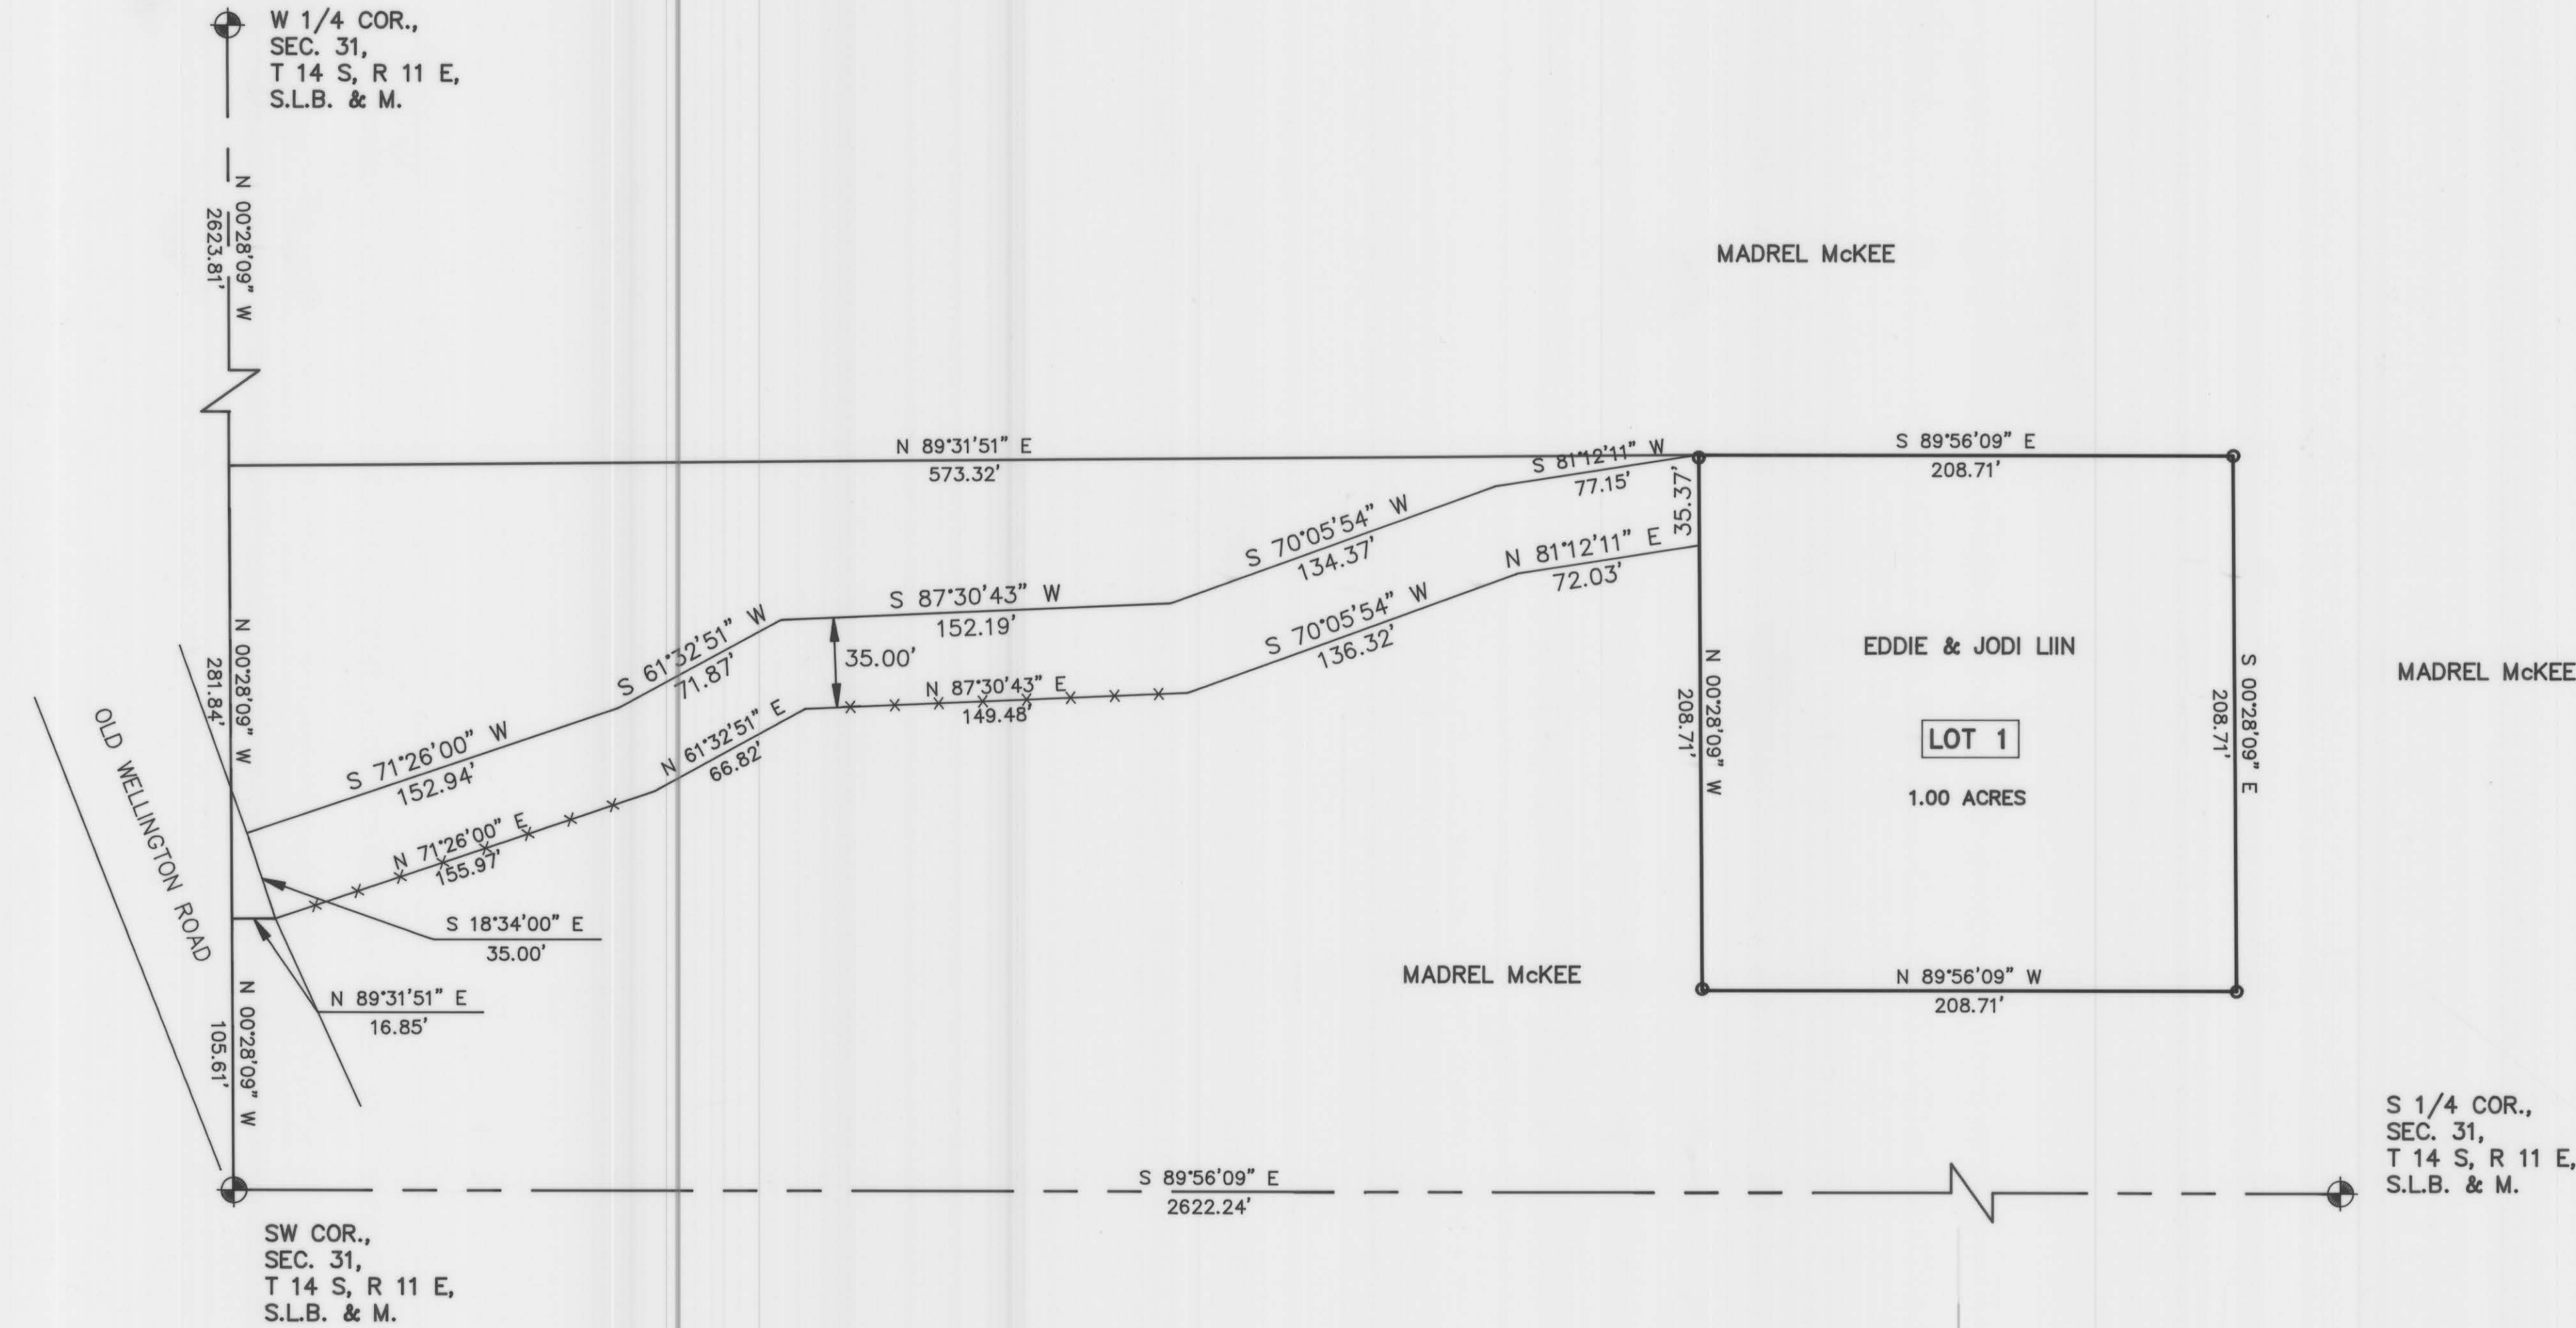 W 1/4 COR.,
SEC. 31,
T 14 S, R 11 E,
S.L.B. & M.
N 00°28'09" W
2623.81'
MADREL McKEE
N 89°31'51" E
573.32'
S 89°56'09" E
208.71'
S 81°12'11" W
77.15'
35.37'
S 70°05'54" W
134.37'
N 81°12'11" E
72.03'
S 70°05'54" W
136.32'
S 87°30'43" W
152.19'
35.00'
N 87°30'43" E
149.48'
S 61°32'51" W
71.87'
N 61°32'51" E
66.82'
S 71°26'00" W
152.94'
N 71°26'00" E
155.97'
N 00°28'09" W
281.84'
OLD WELLINGTON ROAD
S 18°34'00" E
35.00'
N 89°31'51" E
16.85'
N 00°28'09" W
105.61'
EDDIE & JODI LIIN
LOT 1
1.00 ACRES
N 00°28'09" W
208.71'
S 00°28'09" E
208.71'
MADREL McKEE
MADREL McKEE
N 89°56'09" W
208.71'
S 89°56'09" E
2622.24'
S 1/4 COR.,
SEC. 31,
T 14 S, R 11 E,
S.L.B. & M.
SW COR.,
SEC. 31,
T 14 S, R 11 E,
S.L.B. & M.